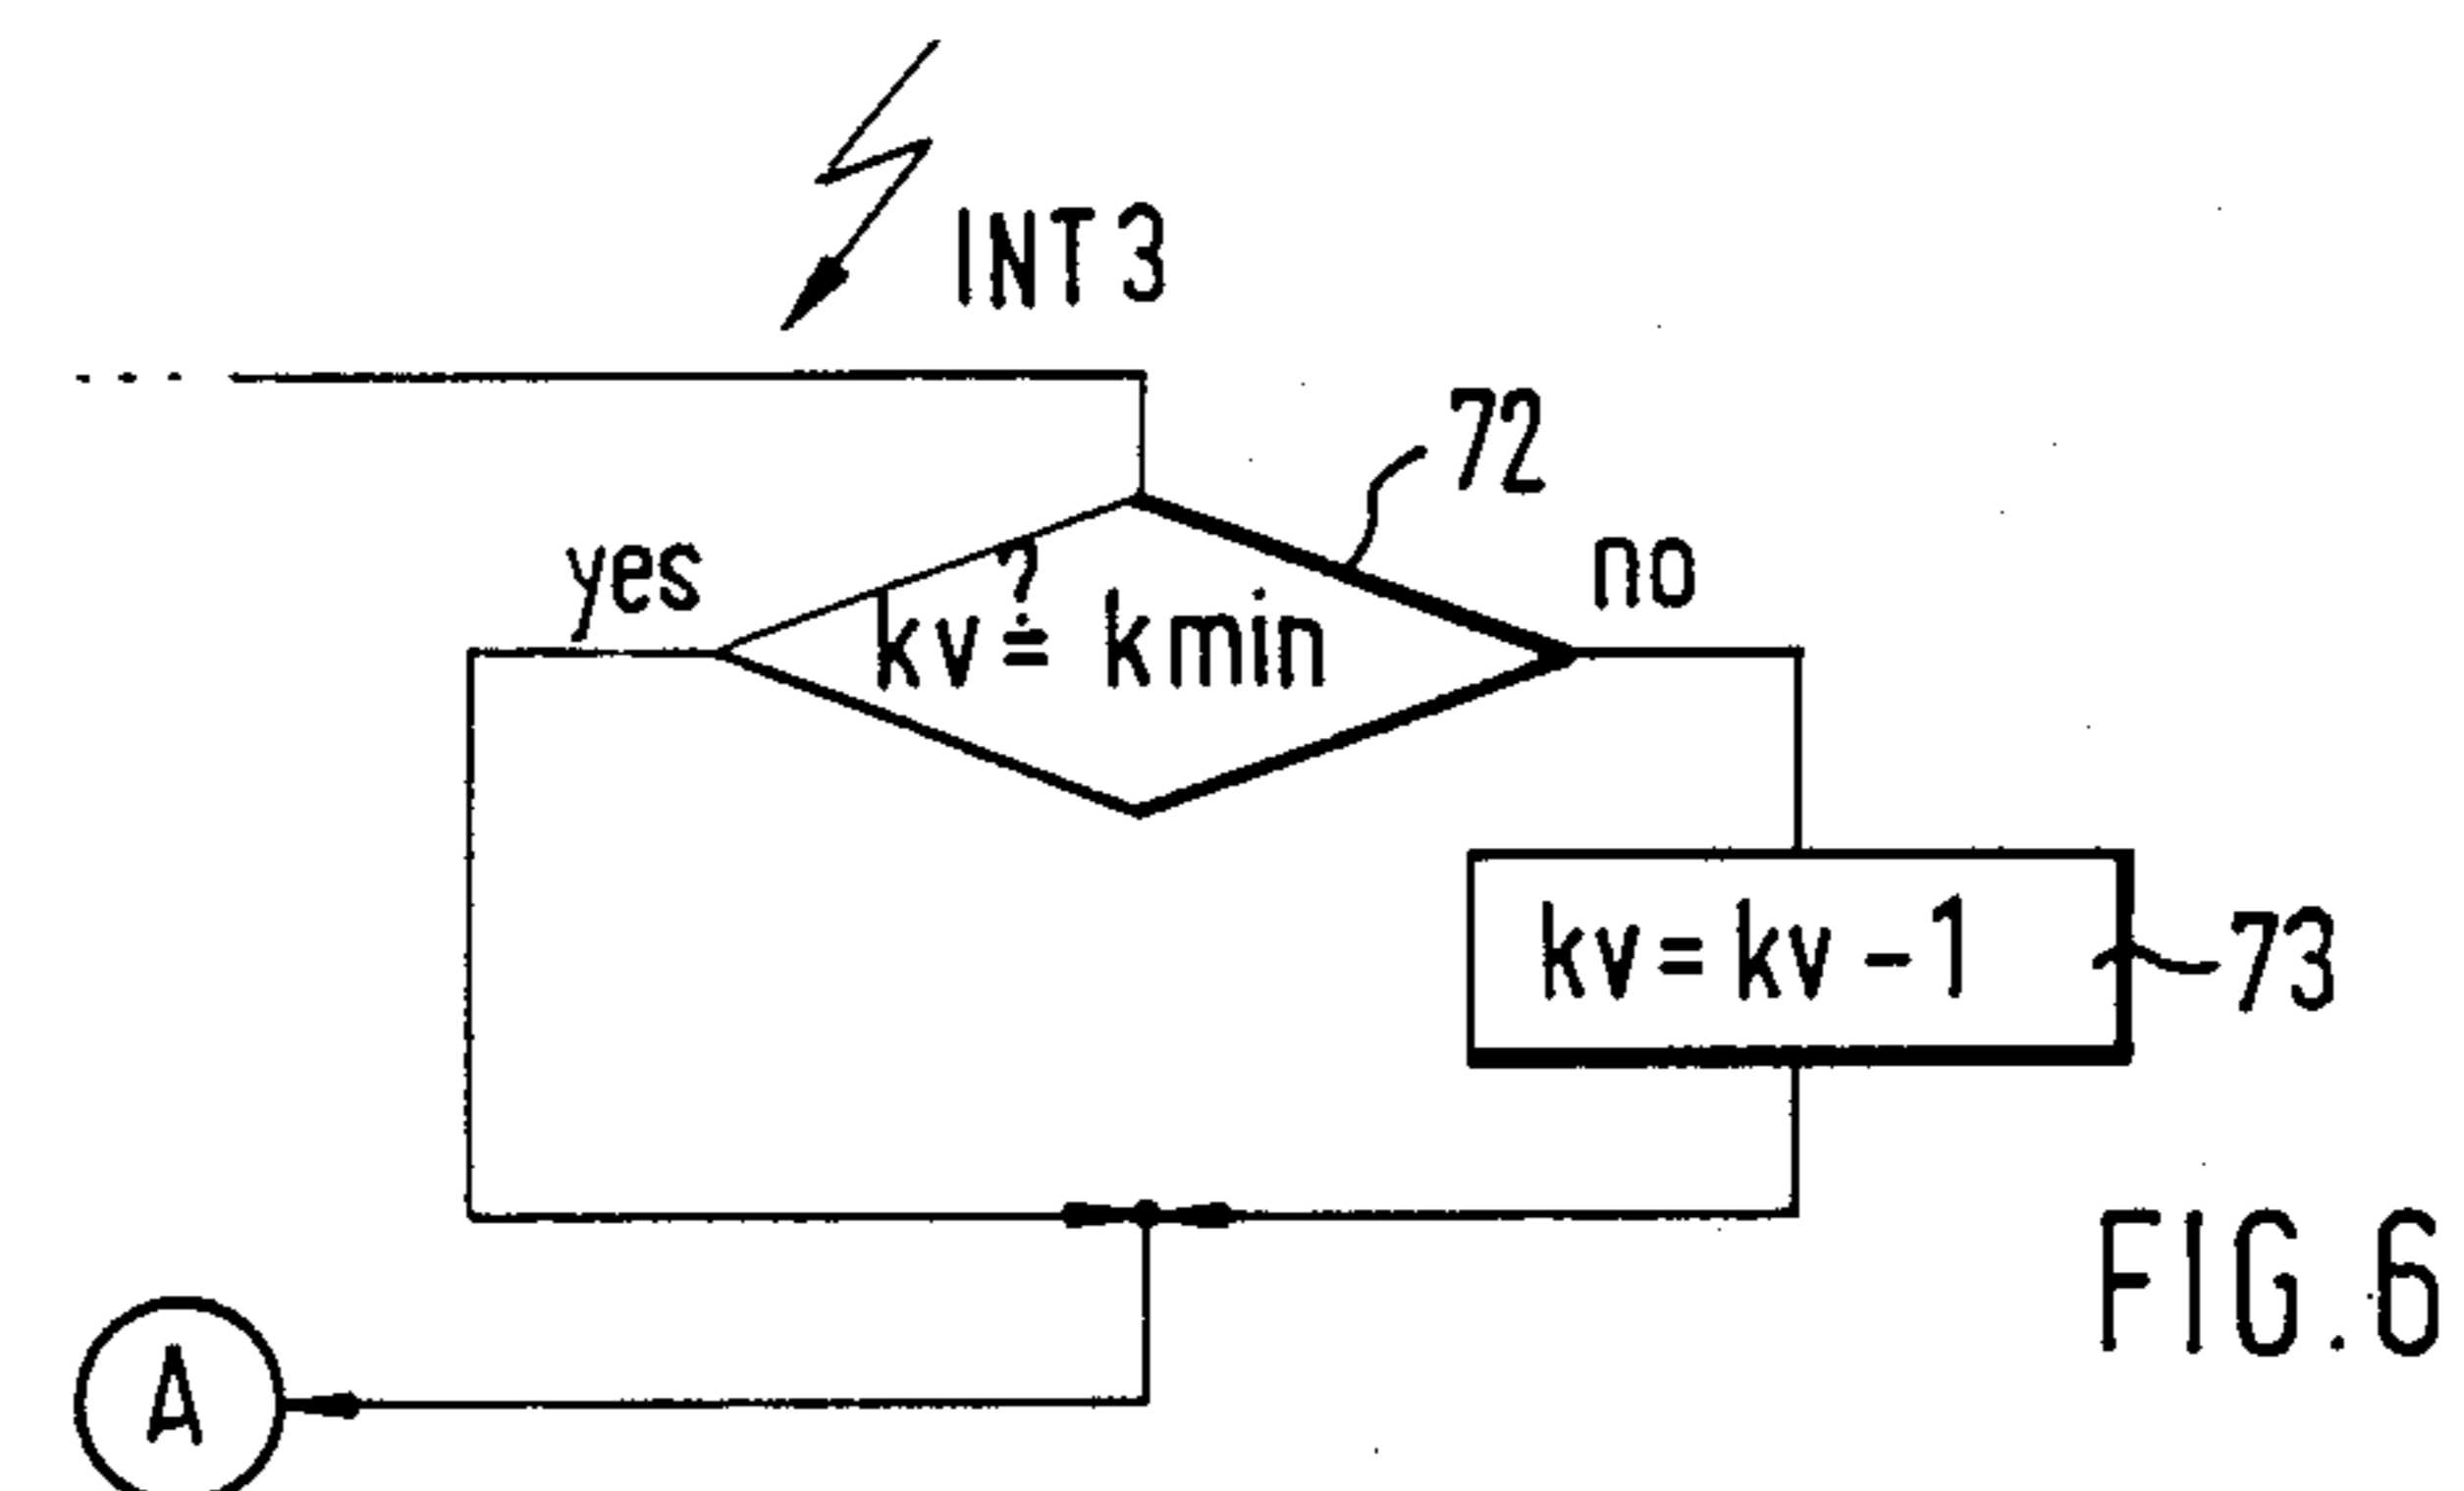 INT3
72
yes
no
kv ≟ kmin
kv = kv - 1
73
FIG.6
A